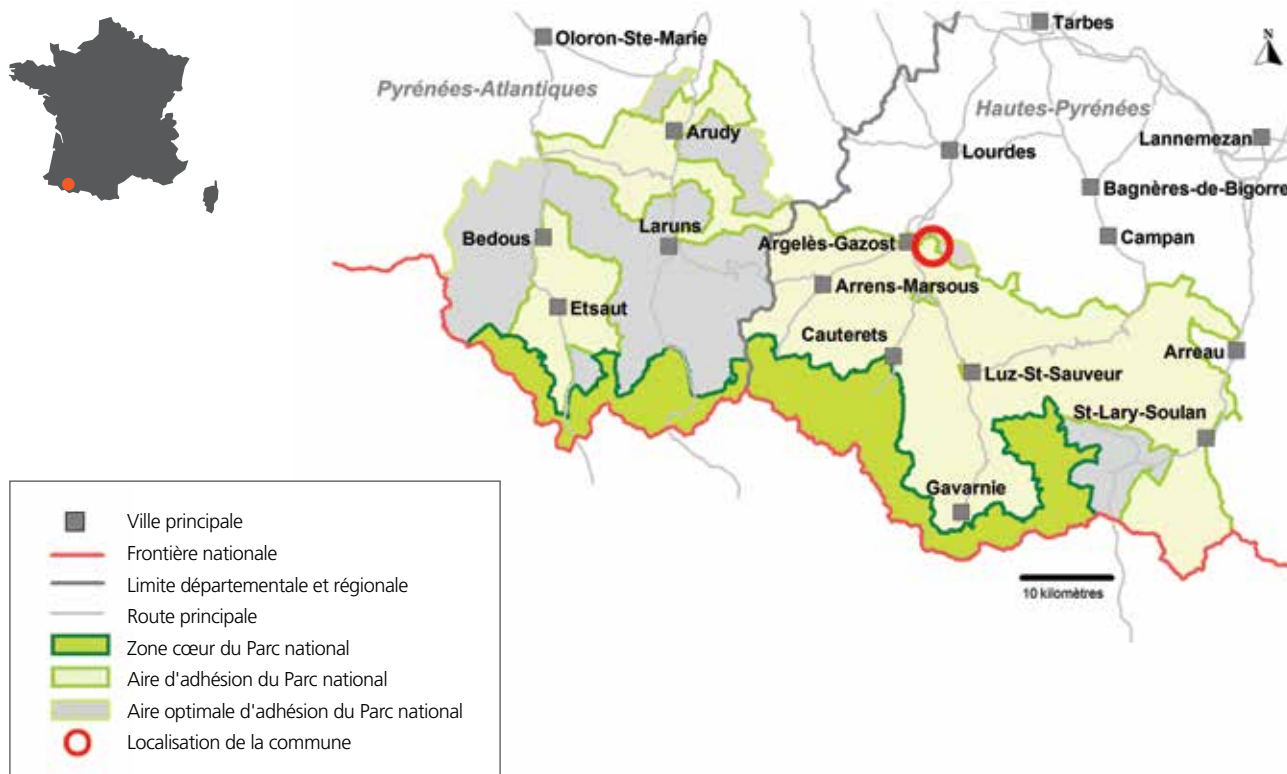 Oloron-Ste-Marie
Tarbes
N
Pyrénées-Atlantiques
Hautes-Pyrénées
Arudy
Lannemezan
Lourdes
Bagnères-de-Bigorre
Bedous
Laruns
Argelès-Gazost
Campan
Arrens-Marsous
Etsaut
Cauterets
Arreau
Luz-St-Sauveur
St-Lary-Soulan
Gavarnie
10 kilomètres
Ville principale
Frontière nationale
Limite départementale et régionale
Route principale
Zone cœur du Parc national
Aire d'adhésion du Parc national
Aire optimale d'adhésion du Parc national
Localisation de la commune